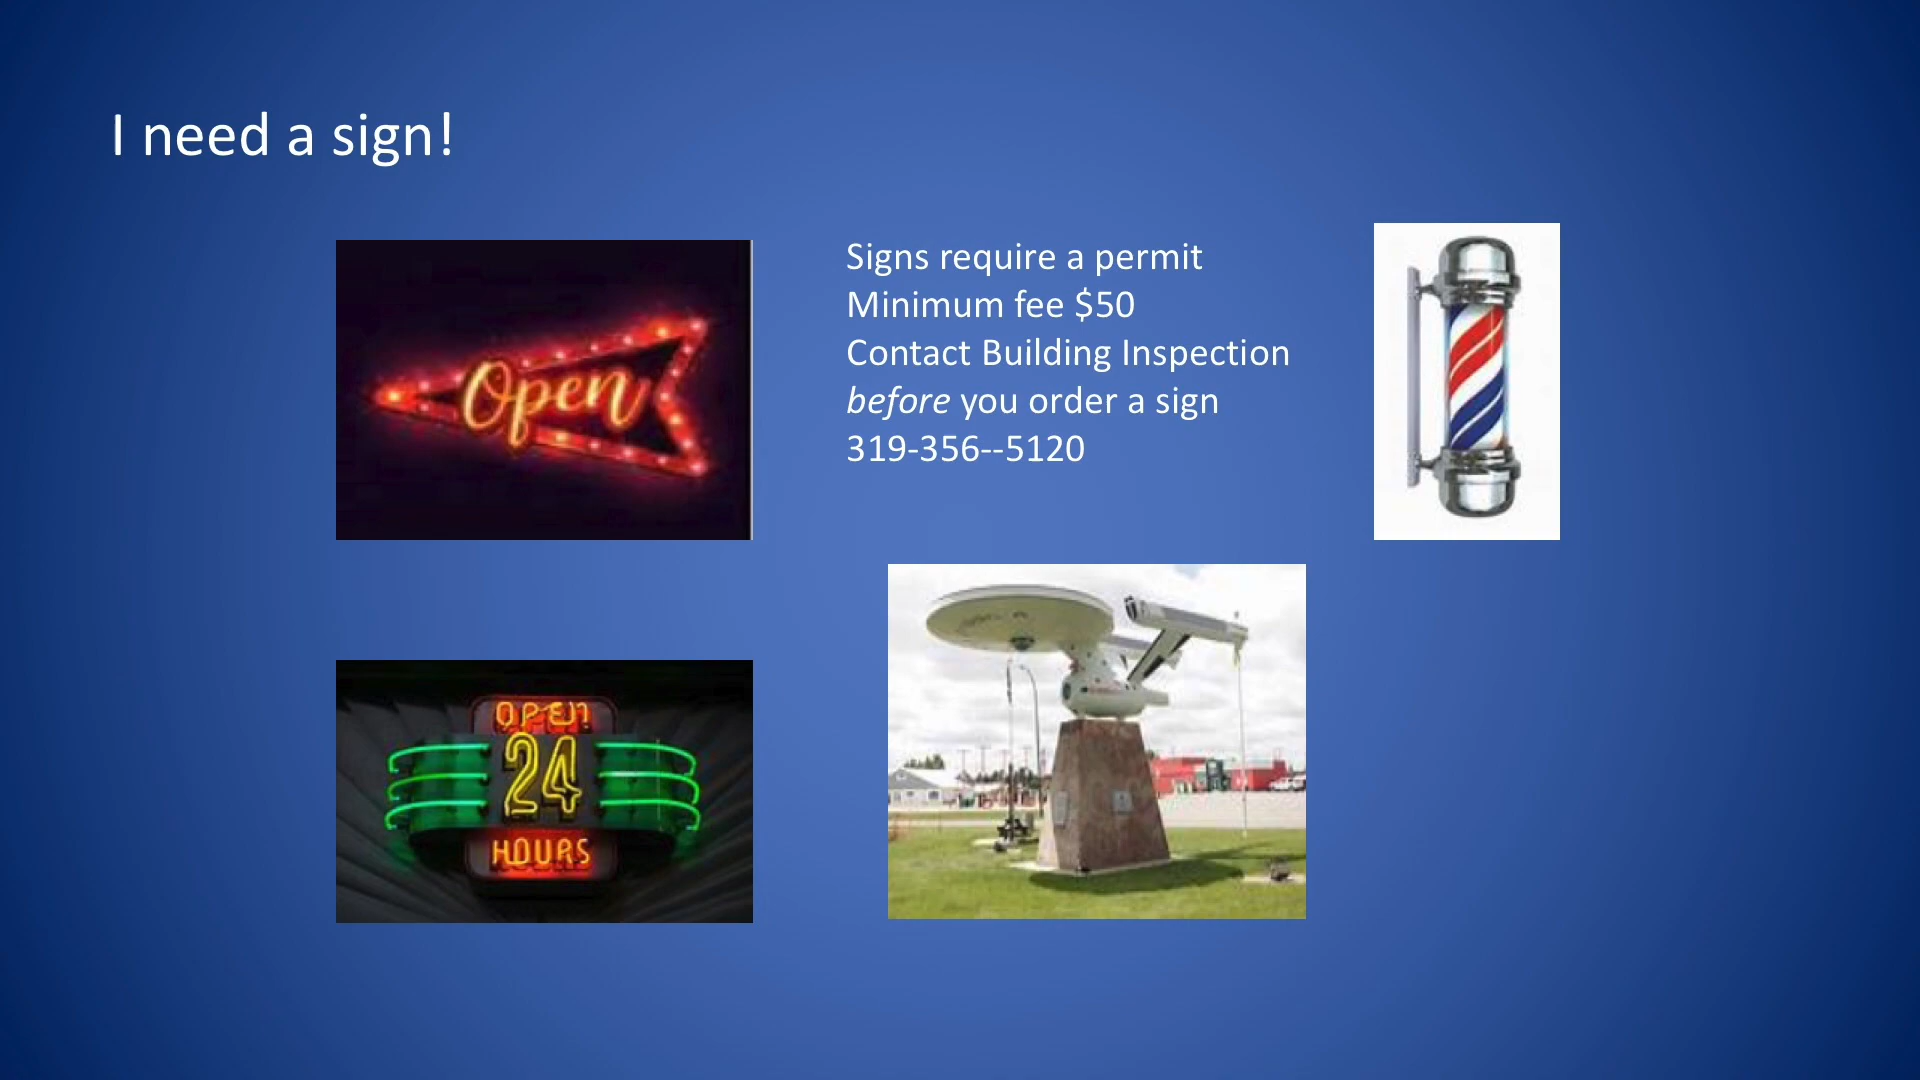 I need a sign!
Open
Signs require a permit
Minimum fee $50
Contact Building Inspection
before you order a sign
319-356--5120
OPEN
24
HOURS